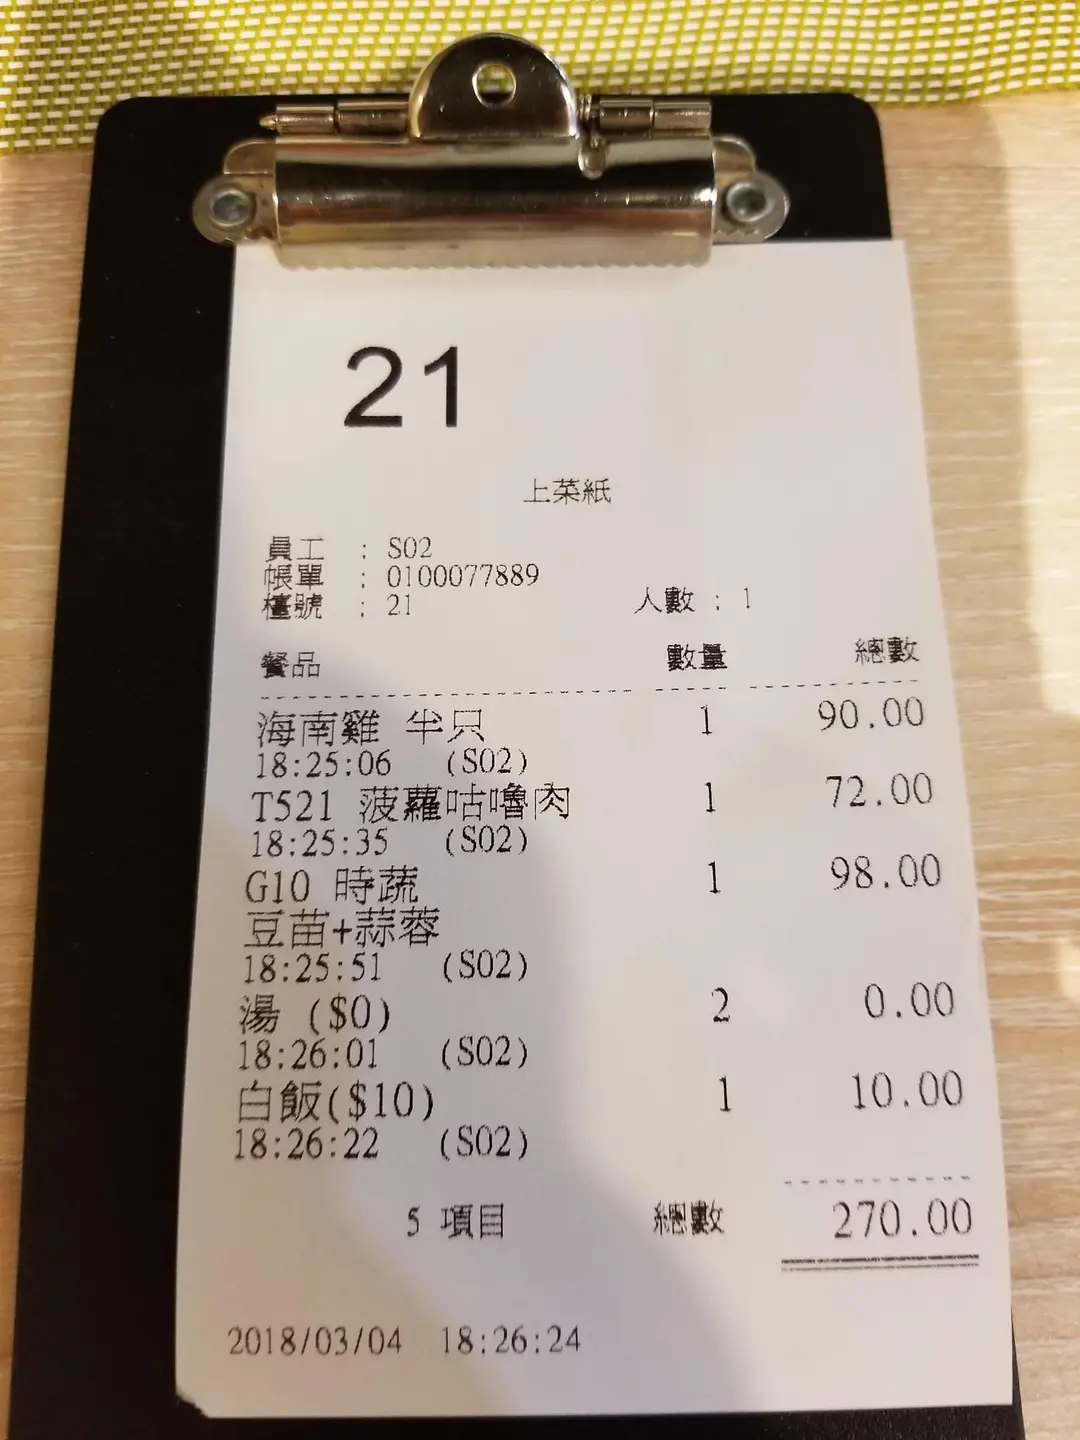 21
上菜紙
員工 : S02
帳單 : 0100077889
檯號 : 21 人數 : 1
餐品 數量 總數
海南雞 半只 1 90.00
18:25:06 (S02)
T521 菠蘿咕嚕肉 1 72.00
18:25:35 (S02)
G10 時蔬 1 98.00
豆苗+蒜蓉
18:25:51 (S02)
湯 ($0) 2 0.00
18:26:01 (S02)
白飯($10) 1 10.00
18:26:22 (S02)
5 項目 總數 270.00
2018/03/04 18:26:24